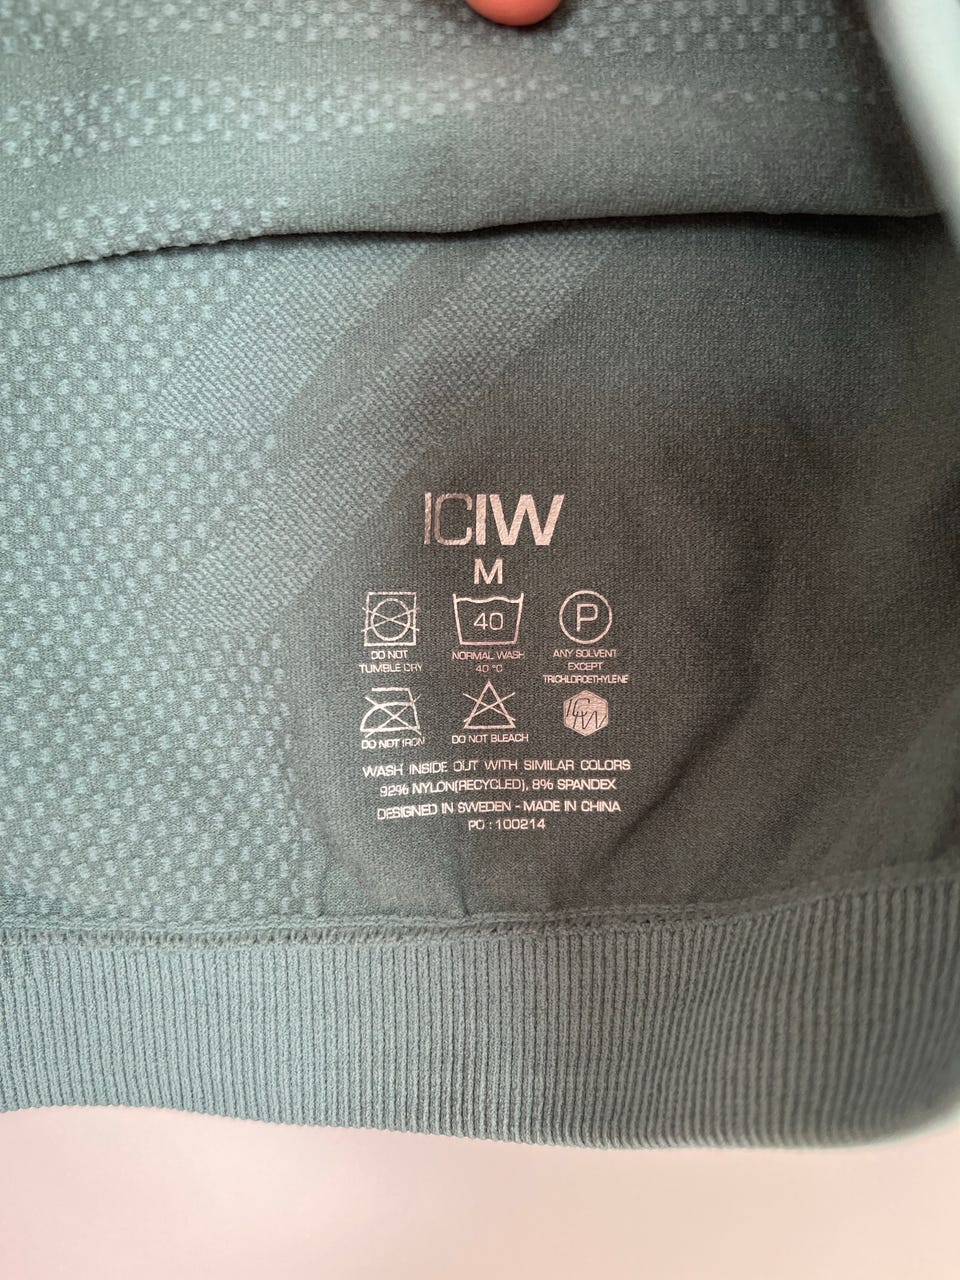 ICIW
M
40
P
DO NOT
TUMBLE DRY
NORMAL WASH
40 °C
ANY SOLVENT
EXCEPT
TRICHLOROETHYLENE
DO NOT IRON
DO NOT BLEACH
ICIW
WASH INSIDE OUT WITH SIMILAR COLORS
92% NYLON(RECYCLED), 8% SPANDEX
DESIGNED IN SWEDEN - MADE IN CHINA
PO : 100214